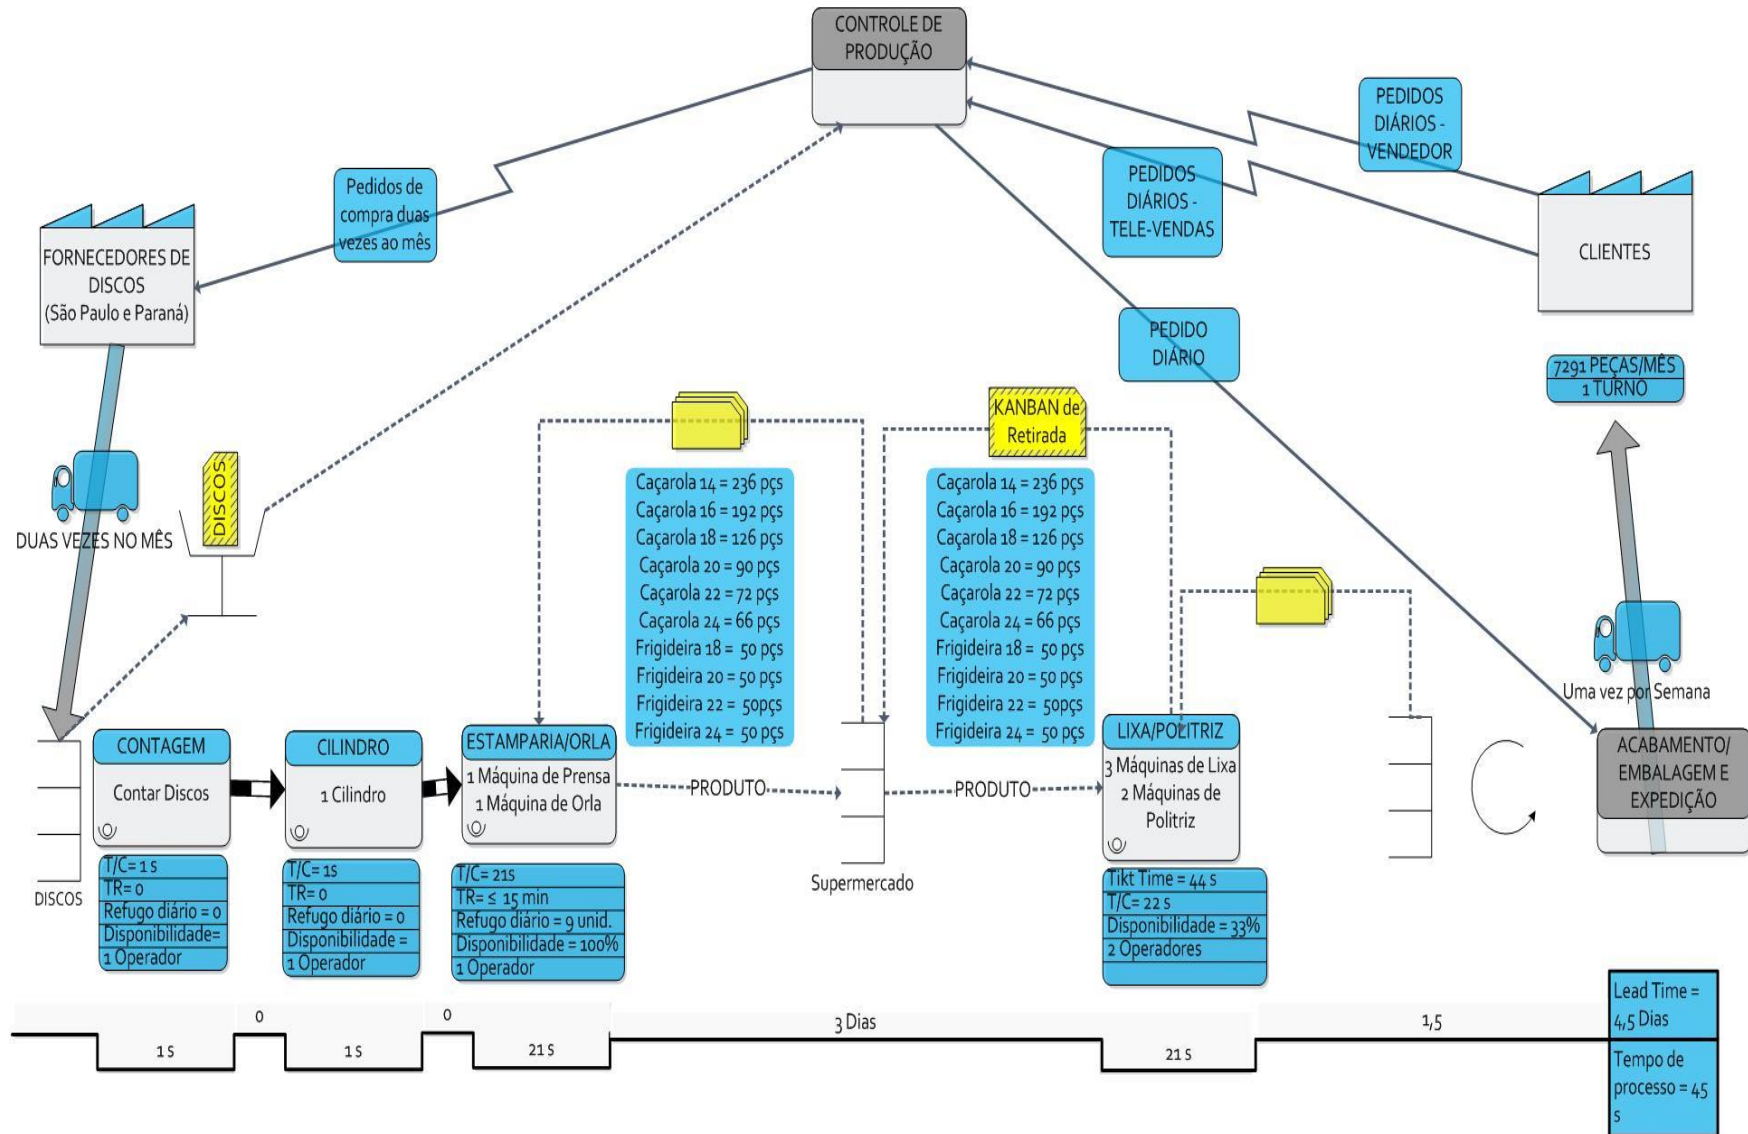 CONTROLE DE
PRODUÇÃO
PEDIDOS
DIÁRIOS -
VENDEDOR
PEDIDOS
DIÁRIOS -
TELE-VENDAS
Pedidos de
compra duas
vezes ao mês
FORNECEDORES DE
DISCOS
(São Paulo e Paraná)
CLIENTES
PEDIDO
DIÁRIO
7291 PEÇAS/MÊS
1 TURNO
DISCOS
DUAS VEZES NO MÊS
KANBAN de
Retirada
Caçarola 14 = 236 pçs
Caçarola 16 = 192 pçs
Caçarola 18 = 126 pçs
Caçarola 20 = 90 pçs
Caçarola 22 = 72 pçs
Caçarola 24 = 66 pçs
Frigideira 18 = 50 pçs
Frigideira 20 = 50 pçs
Frigideira 22 = 50pçs
Frigideira 24 = 50 pçs
Caçarola 14 = 236 pçs
Caçarola 16 = 192 pçs
Caçarola 18 = 126 pçs
Caçarola 20 = 90 pçs
Caçarola 22 = 72 pçs
Caçarola 24 = 66 pçs
Frigideira 18 = 50 pçs
Frigideira 20 = 50 pçs
Frigideira 22 = 50pçs
Frigideira 24 = 50 pçs
Uma vez por Semana
DISCOS
CONTAGEM
Contar Discos
T/C= 1 s
TR= 0
Refugo diário = 0
Disponibilidade=
1 Operador
CILINDRO
1 Cilindro
T/C= 1s
TR= 0
Refugo diário = 0
Disponibilidade =
1 Operador
ESTAMPARIA/ORLA
1 Máquina de Prensa
1 Máquina de Orla
T/C= 21s
TR= ≤ 15 min
Refugo diário = 9 unid.
Disponibilidade = 100%
1 Operador
PRODUTO
Supermercado
PRODUTO
LIXA/POLITRIZ
3 Máquinas de Lixa
2 Máquinas de
Politriz
Tikt Time = 44 s
T/C= 22 s
Disponibilidade = 33%
2 Operadores
ACABAMENTO/
EMBALAGEM E
EXPEDIÇÃO
1 s
0
1 s
0
21 s
3 Dias
21 s
1,5
Lead Time =
4,5 Dias
Tempo de
processo = 45
s